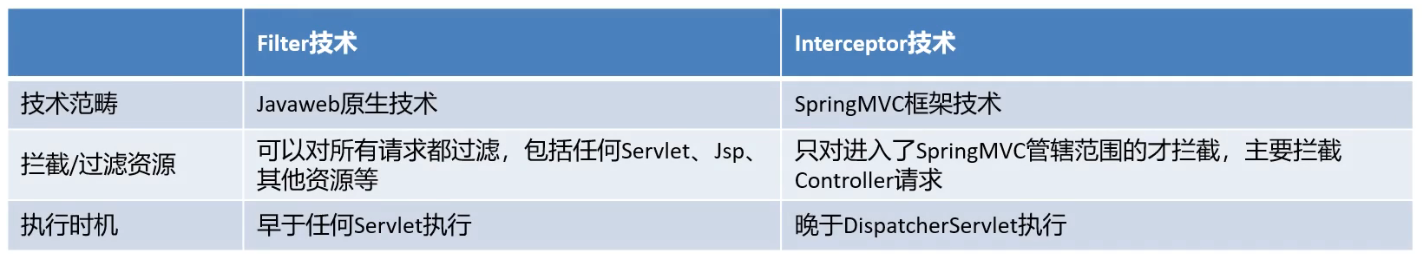 Filter技术 Interceptor技术
技术范畴 Javaweb原生技术 SpringMVC框架技术
拦截/过滤资源 可以对所有请求都过滤，包括任何Servlet、Jsp、
其他资源等 只对进入了SpringMVC管辖范围的才拦截，主要拦截
Controller请求
执行时机 早于任何Servlet执行 晚于DispatcherServlet执行